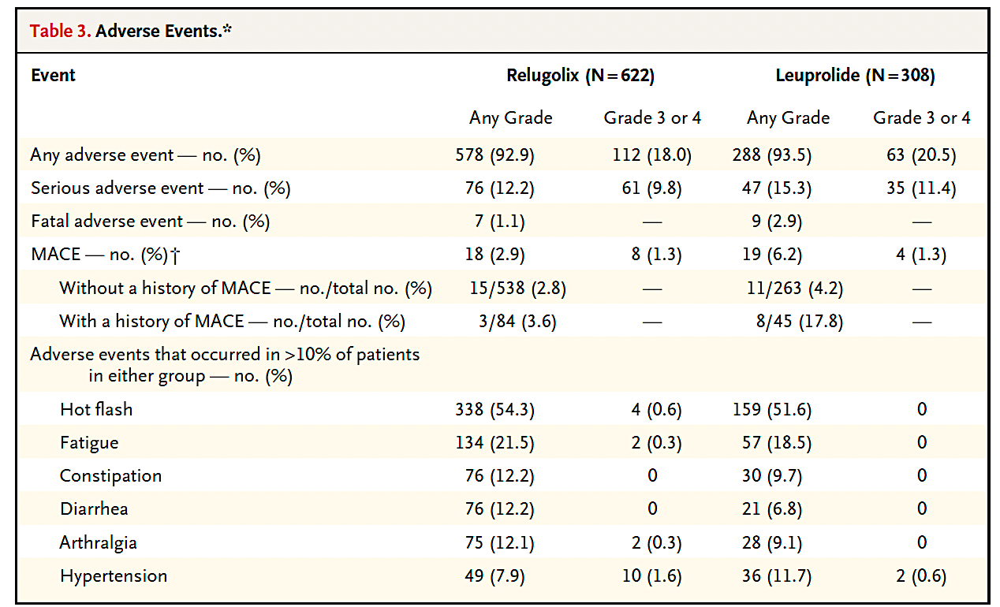 Table 3. Adverse Events.*
Event Relugolix (N=622) Leuprolide (N=308)
Any Grade Grade 3 or 4 Any Grade Grade 3 or 4
Any adverse event — no. (%) 578 (92.9) 112 (18.0) 288 (93.5) 63 (20.5)
Serious adverse event — no. (%) 76 (12.2) 61 (9.8) 47 (15.3) 35 (11.4)
Fatal adverse event — no. (%) 7 (1.1) — 9 (2.9) —
MACE — no. (%)† 18 (2.9) 8 (1.3) 19 (6.2) 4 (1.3)
Without a history of MACE — no./total no. (%) 15/538 (2.8) — 11/263 (4.2) —
With a history of MACE — no./total no. (%) 3/84 (3.6) — 8/45 (17.8) —
Adverse events that occurred in >10% of patients
in either group — no. (%)
Hot flash 338 (54.3) 4 (0.6) 159 (51.6) 0
Fatigue 134 (21.5) 2 (0.3) 57 (18.5) 0
Constipation 76 (12.2) 0 30 (9.7) 0
Diarrhea 76 (12.2) 0 21 (6.8) 0
Arthralgia 75 (12.1) 2 (0.3) 28 (9.1) 0
Hypertension 49 (7.9) 10 (1.6) 36 (11.7) 2 (0.6)